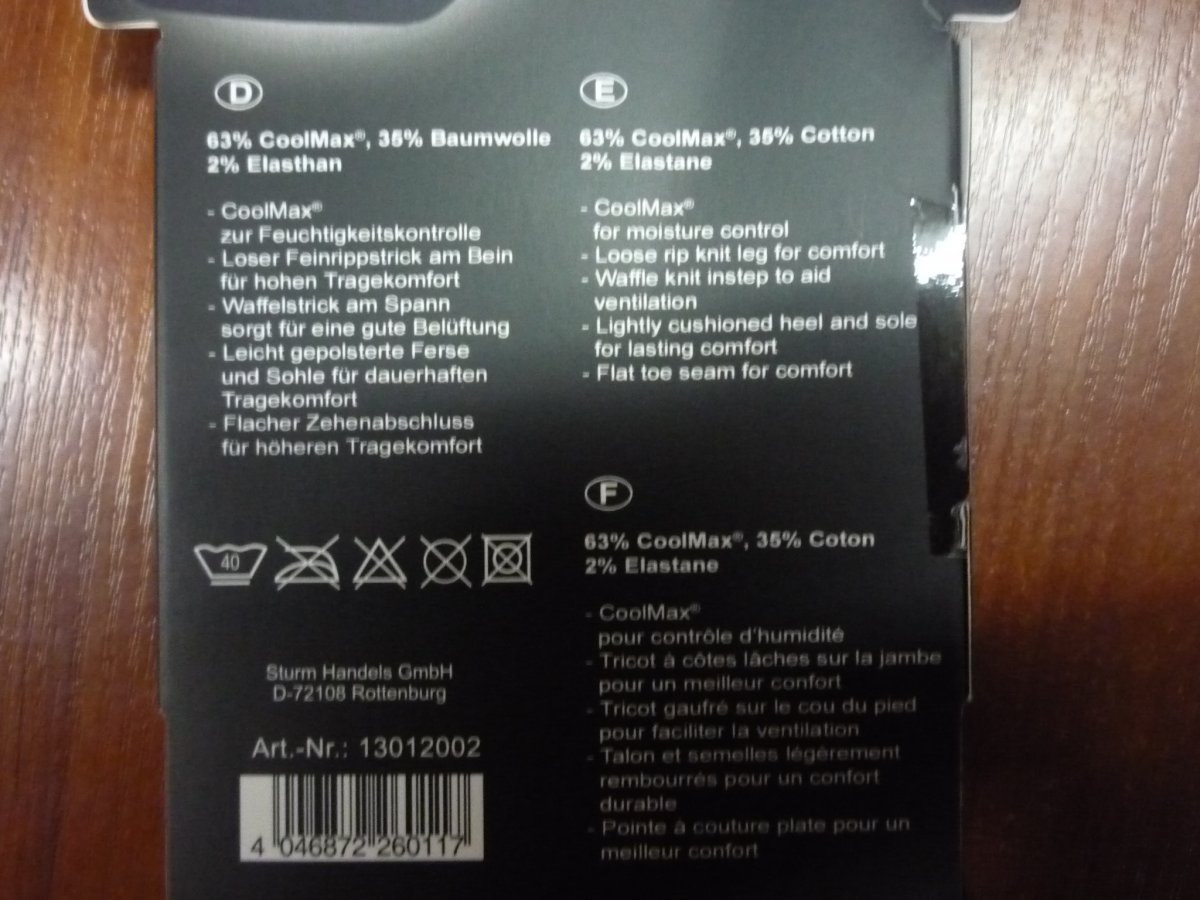 D
63% CoolMax®, 35% Baumwolle
2% Elasthan
- CoolMax®
zur Feuchtigkeitskontrolle
- Loser Feinrippstrick am Bein
für hohen Tragekomfort
- Waffelstrick am Spann
sorgt für eine gute Belüftung
- Leicht gepolsterte Ferse
und Sohle für dauerhaften
Tragekomfort
- Flacher Zehenabschluss
für höheren Tragekomfort
40
Sturm Handels GmbH
D-72108 Rottenburg
Art.-Nr.: 13012002
4 046872 260117
E
63% CoolMax®, 35% Cotton
2% Elastane
- CoolMax®
for moisture control
- Loose rip knit leg for comfort
- Waffle knit instep to aid
ventilation
- Lightly cushioned heel and sole
for lasting comfort
- Flat toe seam for comfort
F
63% CoolMax®, 35% Coton
2% Elastane
- CoolMax®
pour contrôle d'humidité
- Tricot à côtes lâches sur la jambe
pour un meilleur confort
- Tricot gaufré sur le cou du pied
pour faciliter la ventilation
- Talon et semelles légèrement
rembourrés pour un confort
durable
- Pointe à couture plate pour un
meilleur confort